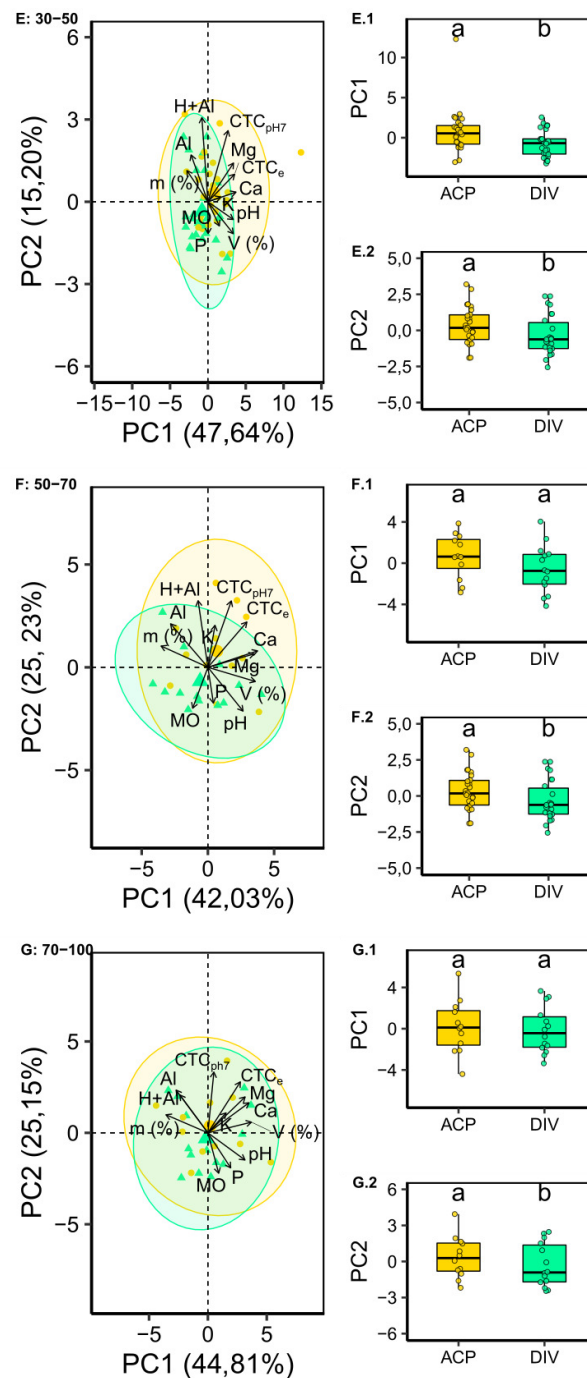 E: 30−50
PC2 (15,20%)
6
3
0
−3
−6
H+Al
CTCpH7
Al
Mg
CTCe
m (%)
Ca
K
MO
pH
P
V (%)
−15−10 −5 0 5 10 15
PC1 (47,64%)
E.1
a b
PC1
10
5
0
ACP DIV
E.2
a b
PC2
5,0
2,5
0,0
−2,5
−5,0
ACP DIV
F: 50−70
PC2 (25, 23%)
5
0
−5
H+Al
CTCpH7
Al
CTCe
m (%)
K
Ca
Mg
P
V (%)
MO
pH
−5 0 5
PC1 (42,03%)
F.1
a a
PC1
4
0
−4
ACP DIV
F.2
a b
PC2
5,0
2,5
0,0
−2,5
−5,0
ACP DIV
G: 70−100
PC2 (25,15%)
5
0
−5
CTCph7
Al
CTCe
H+Al
Mg
Ca
m (%)
K
V (%)
pH
MO
P
−5 0 5
PC1 (44,81%)
G.1
a a
PC1
4
0
−4
ACP DIV
G.2
a b
PC2
6
3
0
−3
−6
ACP DIV